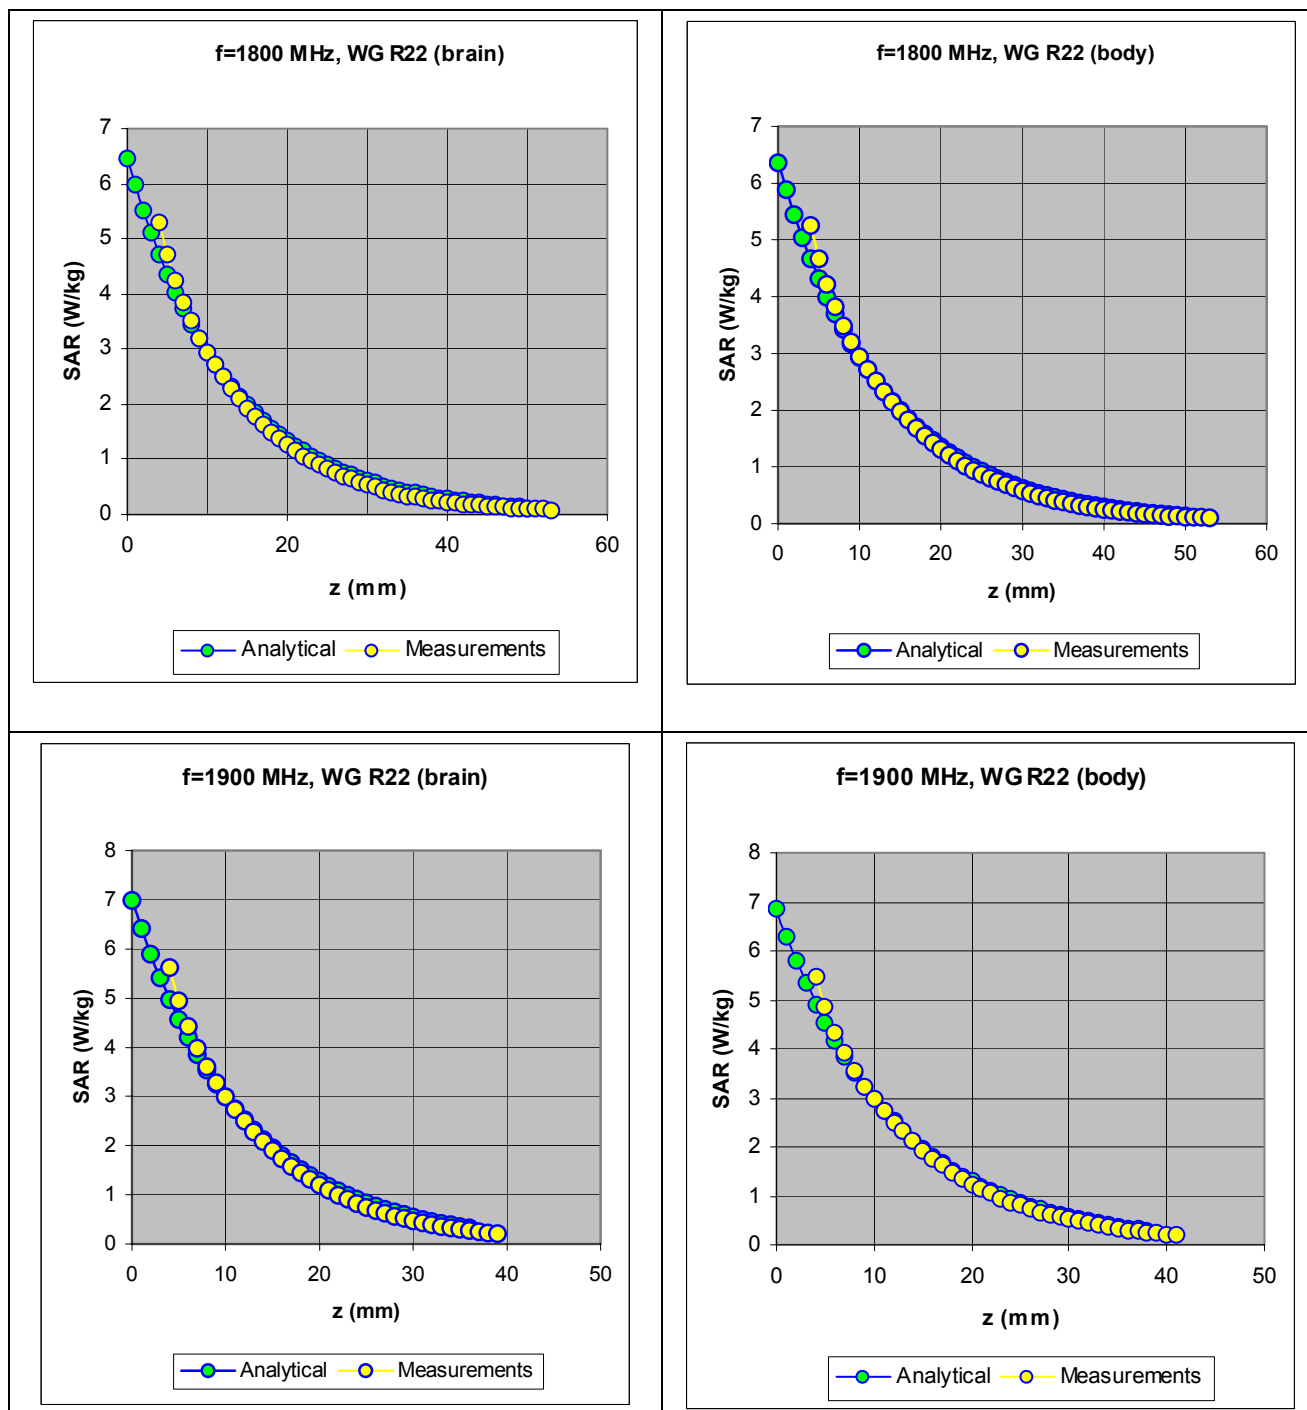 f=1800 MHz, WG R22 (brain)
7
6
5
4
3
2
1
0
SAR (W/kg)
0 20 40 60
z (mm)
Analytical Measurements
f=1800 MHz, WG R22 (body)
7
6
5
4
3
2
1
0
SAR (W/kg)
0 10 20 30 40 50 60
z (mm)
Analytical Measurements
f=1900 MHz, WG R22 (brain)
8
7
6
5
4
3
2
1
0
SAR (W/kg)
0 10 20 30 40 50
z (mm)
Analytical Measurements
f=1900 MHz, WG R22 (body)
8
7
6
5
4
3
2
1
0
SAR (W/kg)
0 10 20 30 40 50
z (mm)
Analytical Measurements